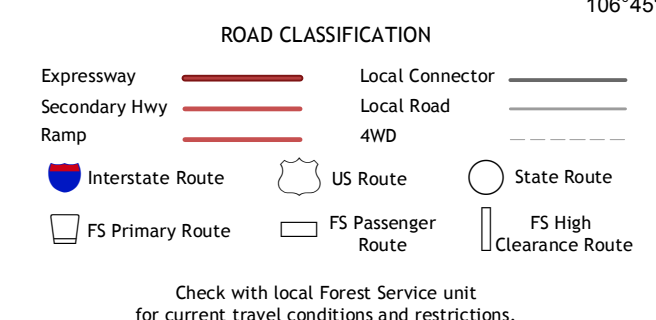 106°45'
ROAD CLASSIFICATION
Expressway
Local Connector
Secondary Hwy
Local Road
Ramp
4WD
Interstate Route
US Route
State Route
FS Primary Route
FS Passenger
Route
FS High
Clearance Route
Check with local Forest Service unit
for current travel conditions and restrictions.